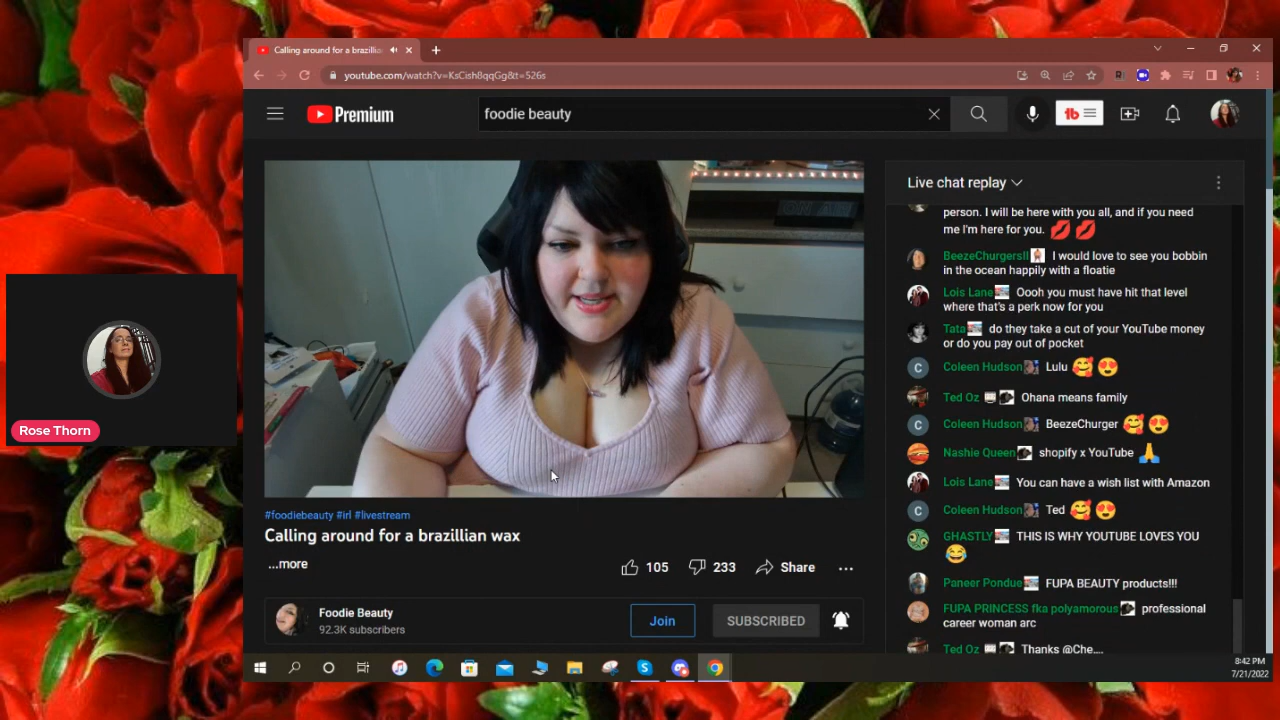 Calling around for a brazillia
youtube.com/watch?v=KsCish8qqGg&t=526s
Premium
foodie beauty
tb
Live chat replay
person. I will be here with you all, and if you need
me I'm here for you.
BeezeChurgersII I would love to see you bobbin
in the ocean happily with a floatie
Lois Lane Oooh you must have hit that level
where that's a perk now for you
Tata do they take a cut of your YouTube money
or do you pay out of pocket
C Coleen Hudson Lulu
Ted Oz Ohana means family
C Coleen Hudson BeezeChurger
Nashie Queen shopify x YouTube
Lois Lane You can have a wish list with Amazon
C Coleen Hudson Ted
GHASTLY THIS IS WHY YOUTUBE LOVES YOU
Paneer Pondue FUPA BEAUTY products!!!
FUPA PRINCESS fka polyamorous professional
career woman arc
Ted Oz Thanks @Che....
Rose Thorn
#foodiebeauty #irl #livestream
Calling around for a brazillian wax
...more
105 233 Share
Foodie Beauty
92.3K subscribers
Join SUBSCRIBED
8:42 PM
7/21/2022